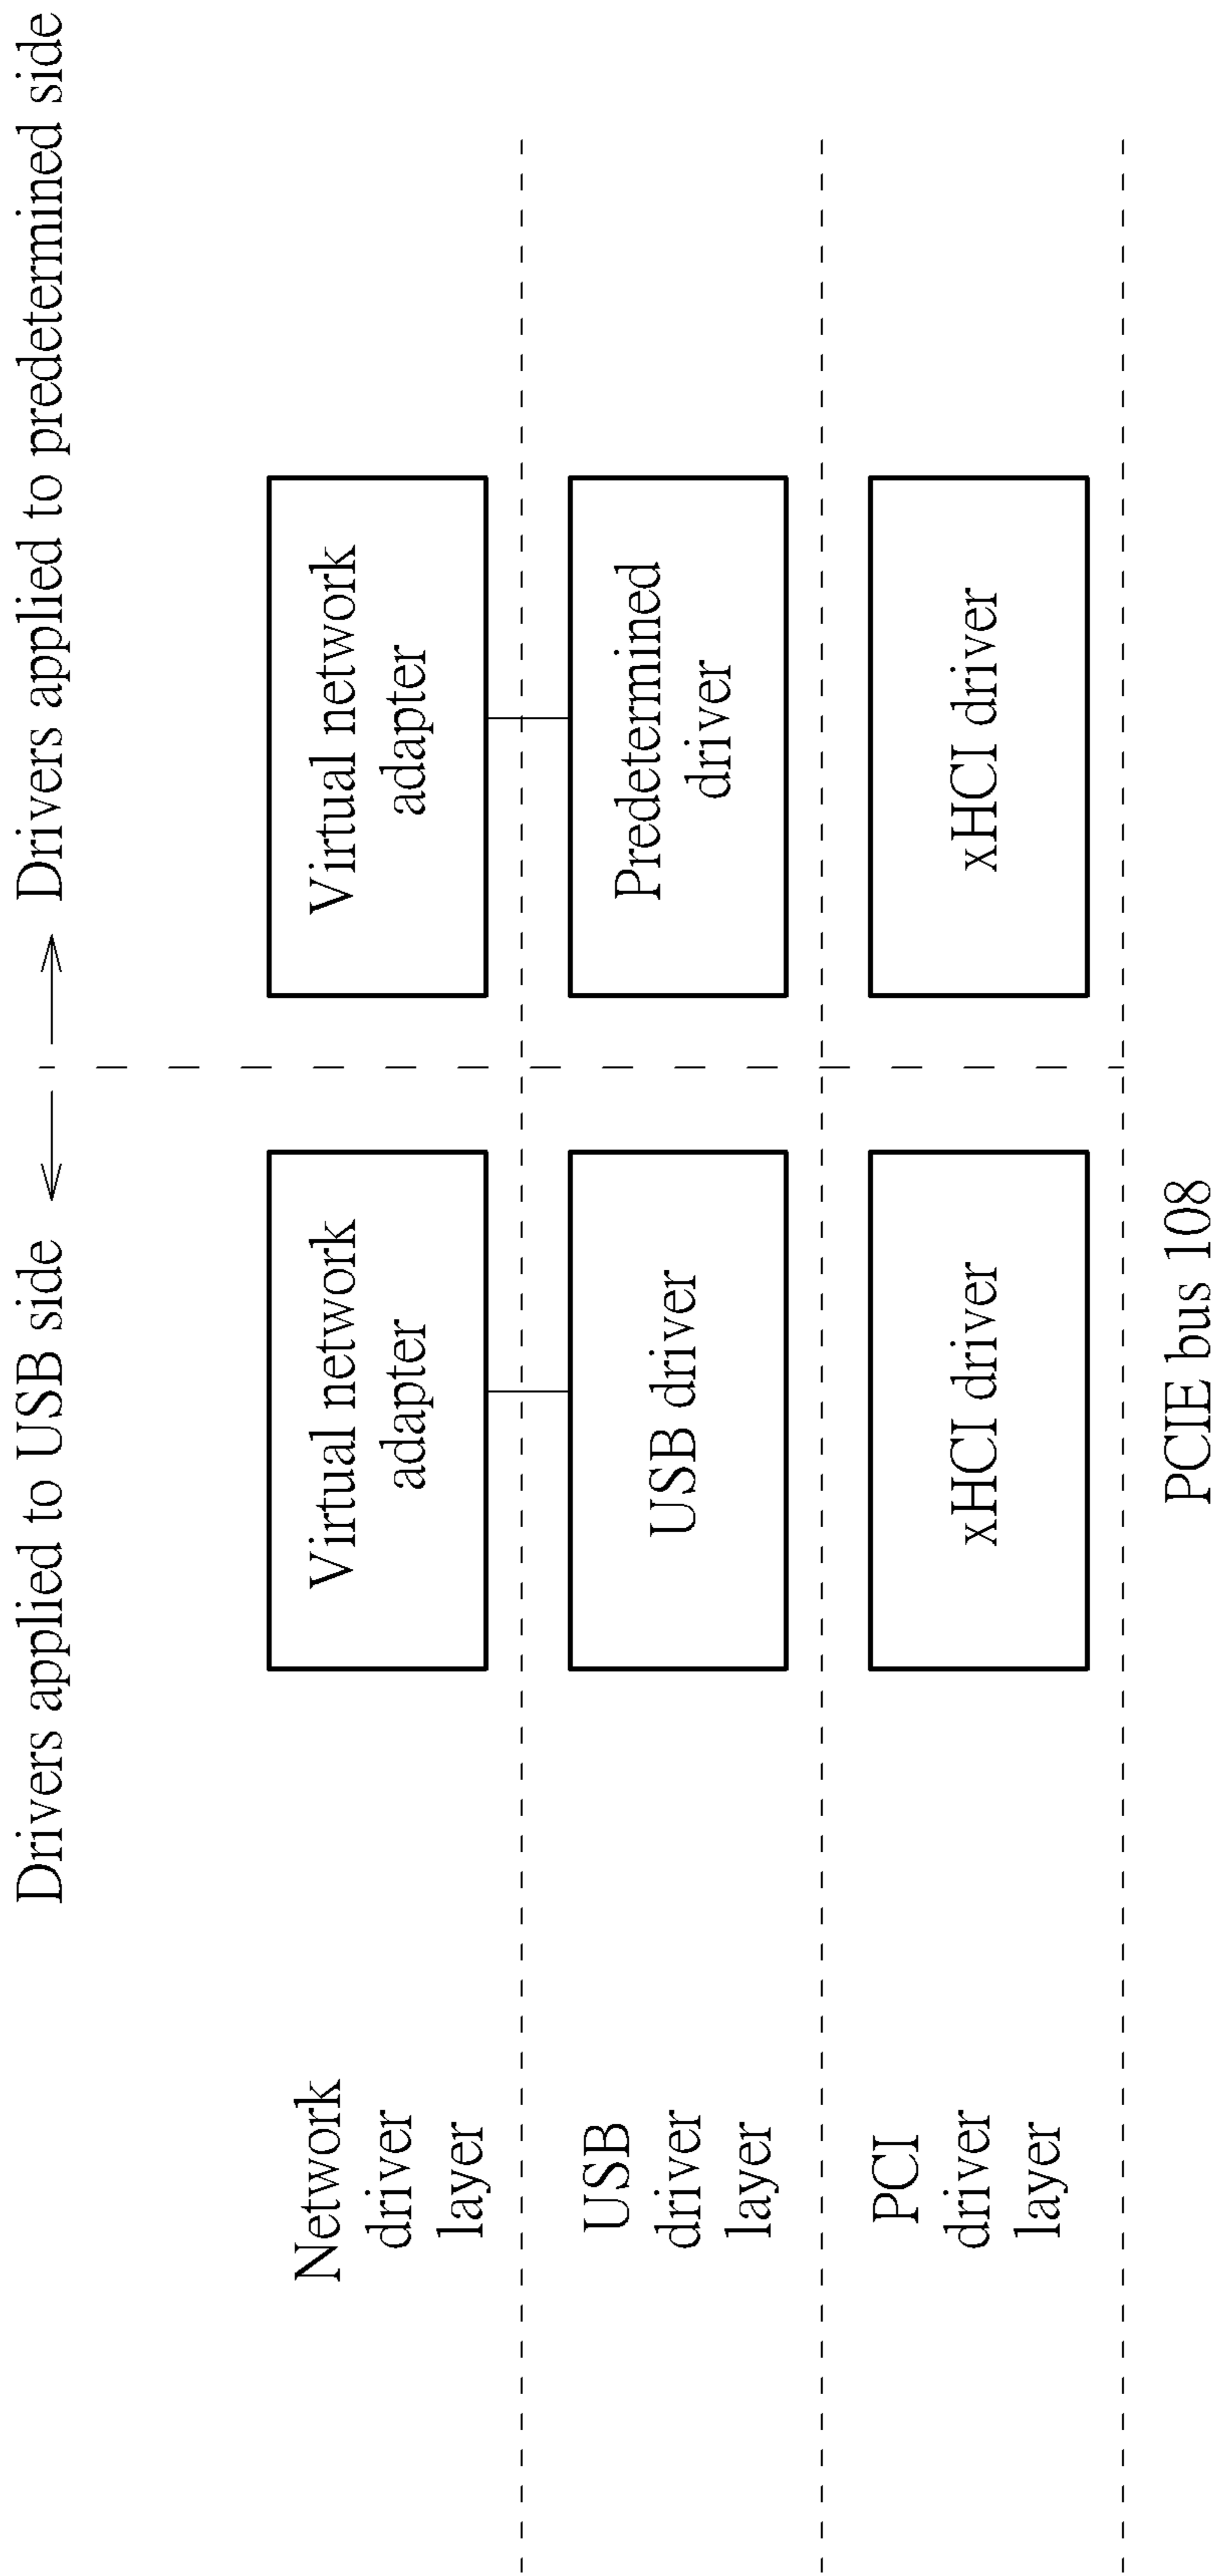 Drivers applied to USB side
Drivers applied to predetermined side
Network
driver
layer
Virtual network
adapter
Virtual network
adapter
USB
driver
layer
USB driver
Predetermined
driver
PCI
driver
layer
xHCI driver
xHCI driver
PCIE bus 108